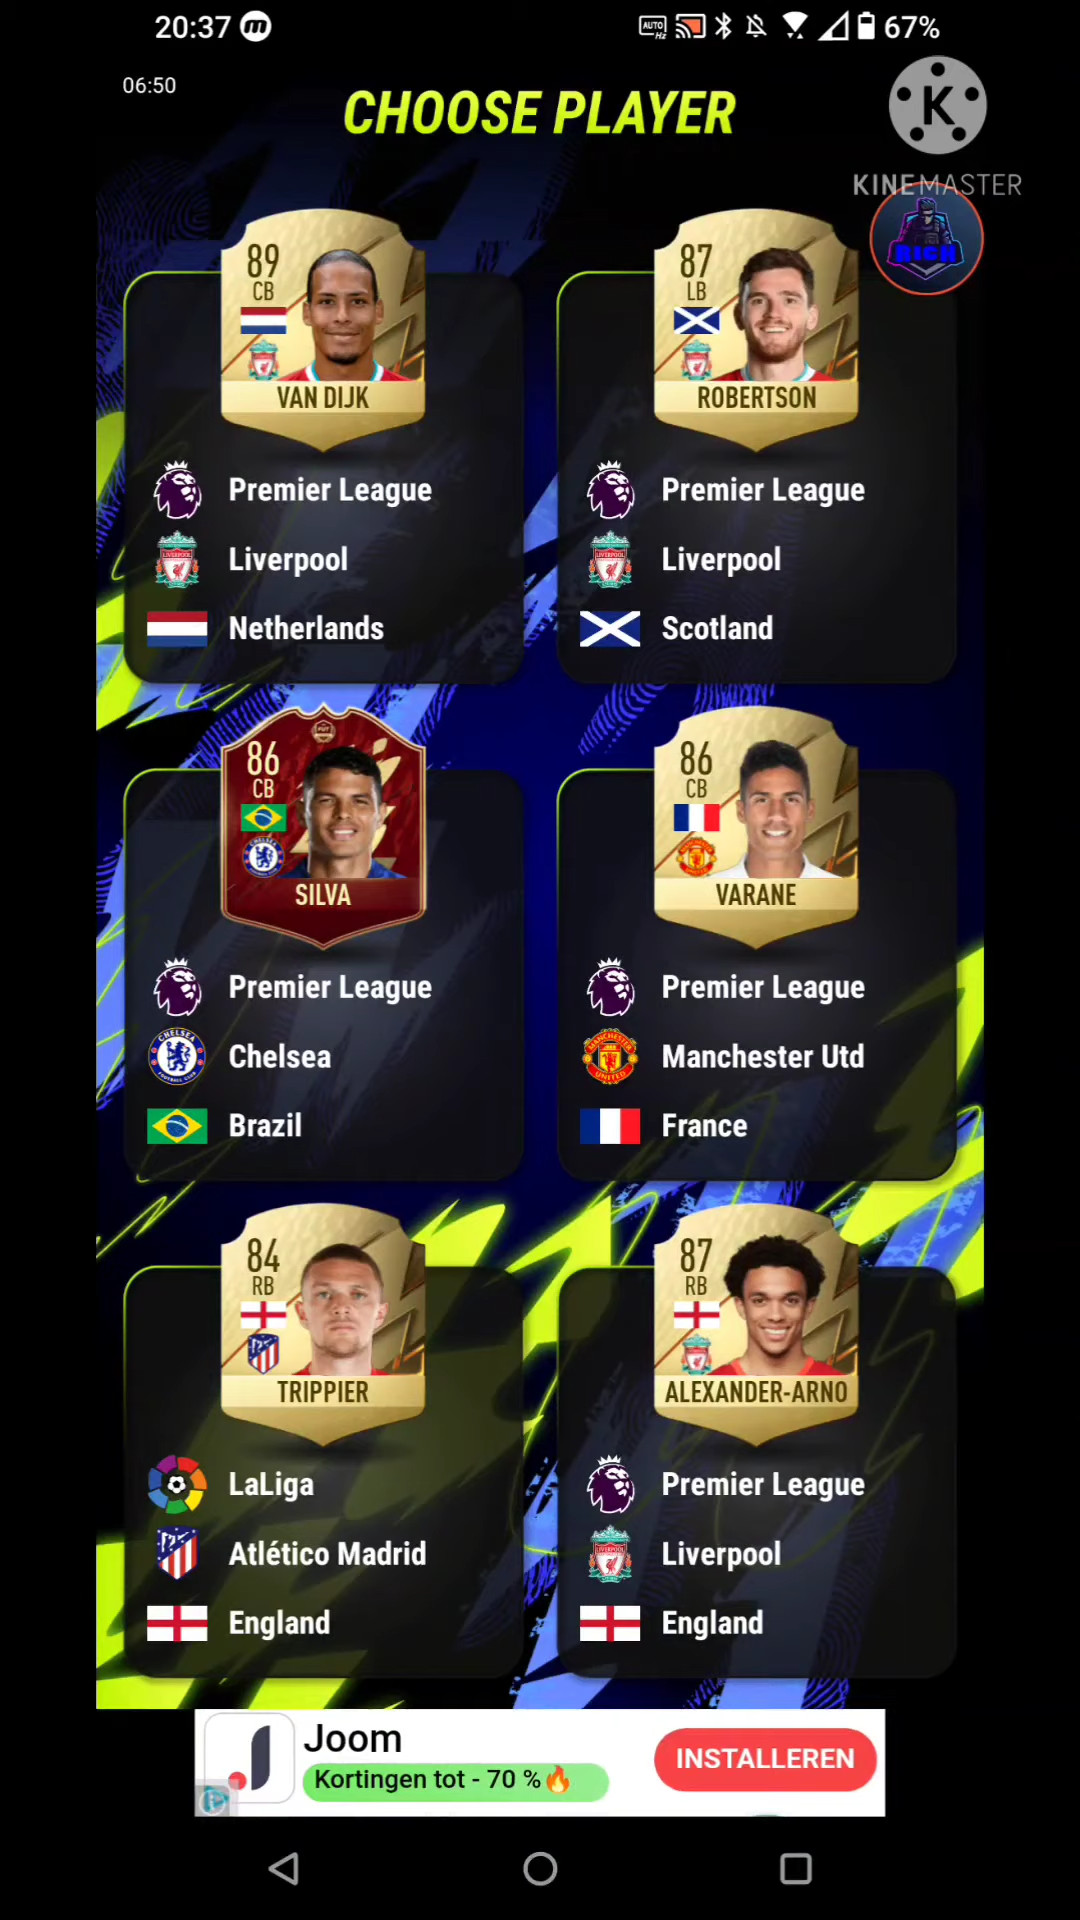 20:37
67%
06:50
CHOOSE PLAYER
K
KINEMASTER
RICH
89
CB
VAN DIJK
Premier League
Liverpool
Netherlands
87
LB
ROBERTSON
Premier League
Liverpool
Scotland
86
CB
SILVA
Premier League
Chelsea
Brazil
86
CB
VARANE
Premier League
Manchester Utd
France
84
RB
TRIPPIER
LaLiga
Atlético Madrid
England
87
RB
ALEXANDER-ARNO
Premier League
Liverpool
England
Joom
Kortingen tot - 70 %🔥
INSTALLEREN